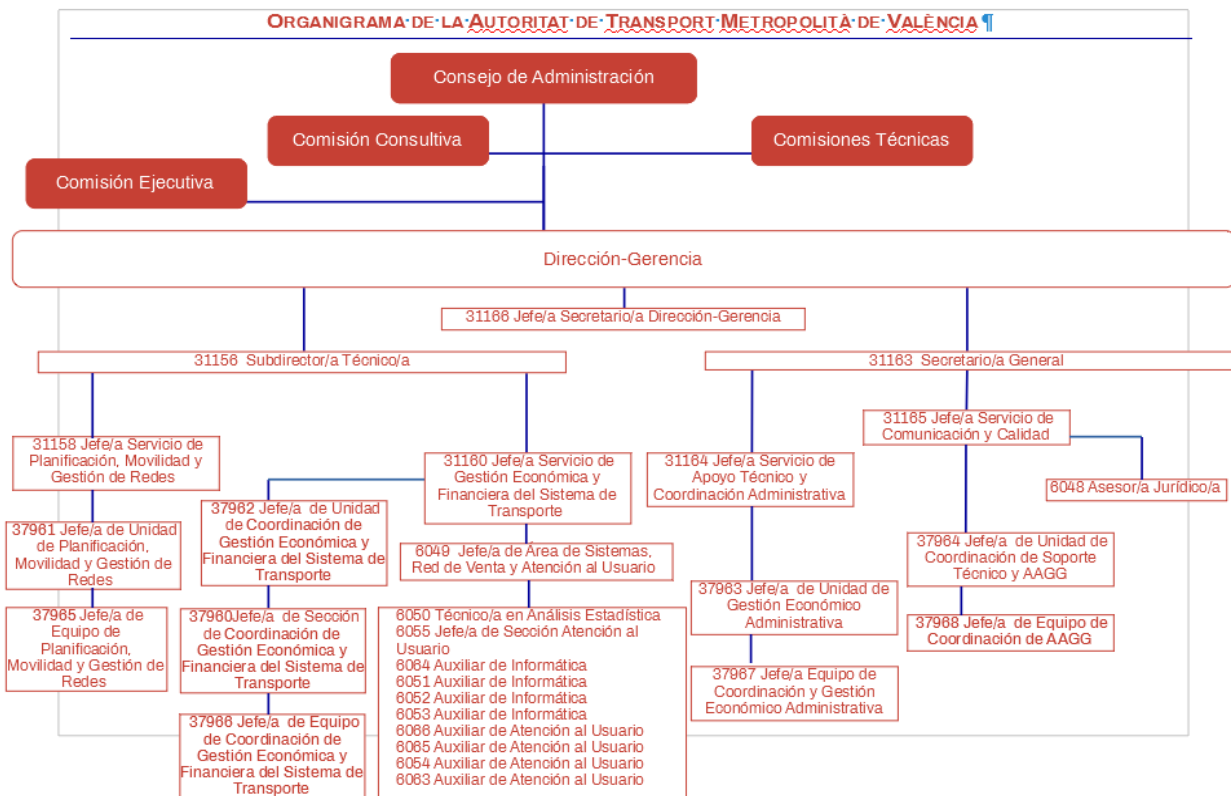 ORGANIGRAMA·DE·LA·AUTORITAT·DE·TRANSPORT·METROPOLITÀ·DE·VALÈNCIA¶
Consejo de Administración
Comisión Consultiva
Comisiones Técnicas
Comisión Ejecutiva
Dirección-Gerencia
31166 Jefe/a Secretario/a Dirección-Gerencia
31156 Subdirector/a Técnico/a
31163 Secretario/a General
31158 Jefe/a Servicio de
Planificación, Movilidad y
Gestión de Redes
37961 Jefe/a de Unidad
de Planificación,
Movilidad y Gestión de
Redes
37965 Jefe/a de
Equipo de
Planificación,
Movilidad y Gestión de
Redes
31160 Jefe/a Servicio de
Gestión Económica y
Financiera del Sistema de
Transporte
37962 Jefe/a de Unidad
de Coordinación de
Gestión Económica y
Financiera del Sistema de
Transporte
37960Jefe/a de Sección
de Coordinación de
Gestión Económica y
Financiera del Sistema de
Transporte
37966 Jefe/a de Equipo
de Coordinación de
Gestión Económica y
Financiera del Sistema de
Transporte
6049 Jefe/a de Área de Sistemas,
Red de Venta y Atención al Usuario
6050 Técnico/a en Análisis Estadística
6055 Jefe/a de Sección Atención al
Usuario
6064 Auxiliar de Informática
6051 Auxiliar de Informática
6052 Auxiliar de Informática
6053 Auxiliar de Informática
6066 Auxiliar de Atención al Usuario
6065 Auxiliar de Atención al Usuario
6054 Auxiliar de Atención al Usuario
6063 Auxiliar de Atención al Usuario
31164 Jefe/a Servicio de
Apoyo Técnico y
Coordinación Administrativa
37963 Jefe/a de Unidad de
Gestión Económico
Administrativa
37967 Jefe/a Equipo de
Coordinación y Gestión
Económico Administrativa
31165 Jefe/a Servicio de
Comunicación y Calidad
6048 Asesor/a Jurídico/a
37964 Jefe/a de Unidad de
Coordinación de Soporte
Técnico y AAGG
37968 Jefe/a de Equipo de
Coordinación de AAGG